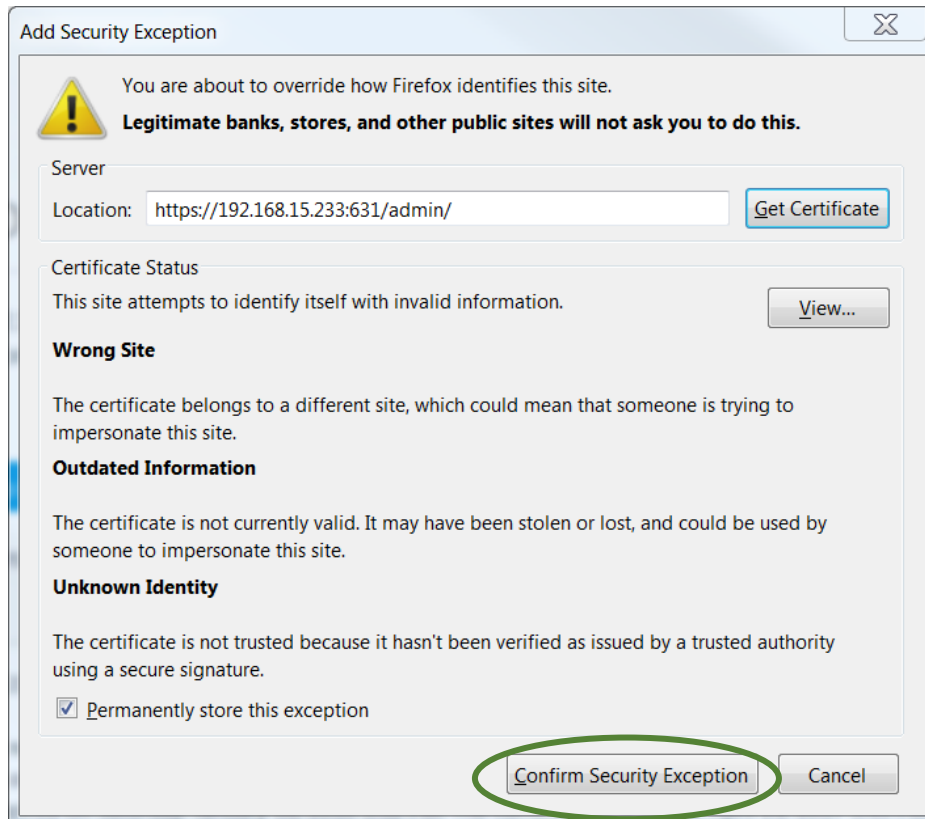 Add Security Exception
You are about to override how Firefox identifies this site.
Legitimate banks, stores, and other public sites will not ask you to do this.
Server
Location: https://192.168.15.233:631/admin/ Get Certificate
Certificate Status
This site attempts to identify itself with invalid information.
View...
Wrong Site
The certificate belongs to a different site, which could mean that someone is trying to
impersonate this site.
Outdated Information
The certificate is not currently valid. It may have been stolen or lost, and could be used by
someone to impersonate this site.
Unknown Identity
The certificate is not trusted because it hasn't been verified as issued by a trusted authority
using a secure signature.
Permanently store this exception
Confirm Security Exception Cancel